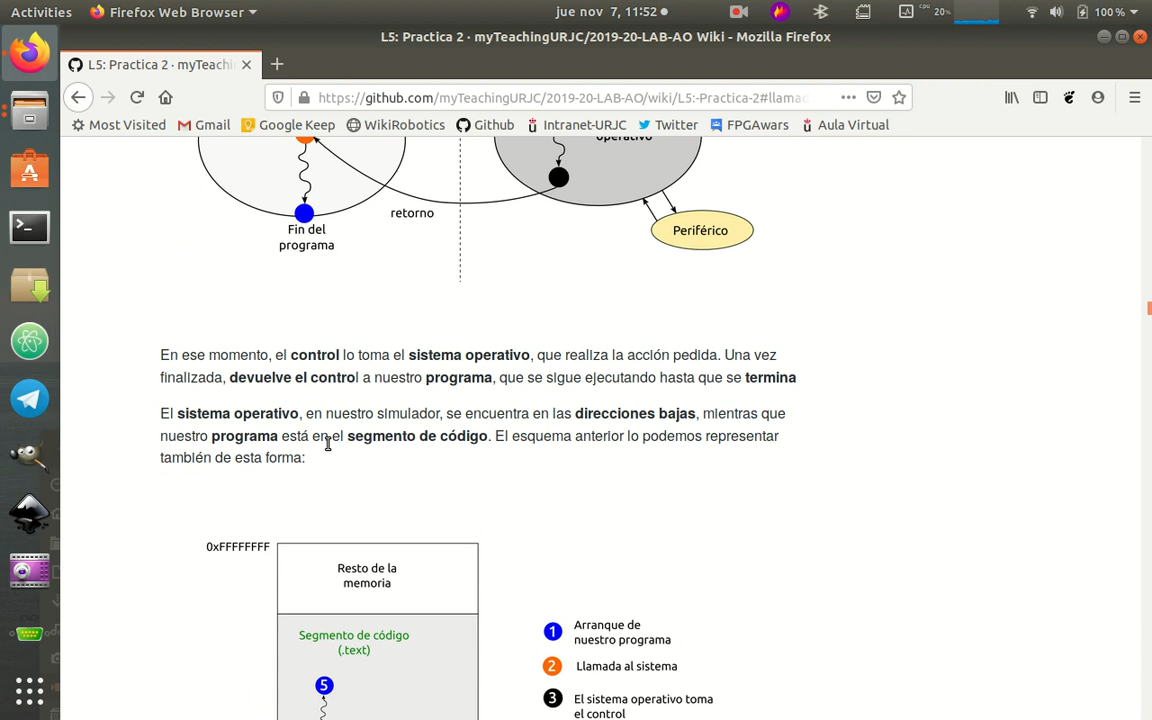 Activities Firefox Web Browser jue nov 7, 11:52 cpu 20% 100 %
L5: Practica 2 · myTeachingURJC/2019-20-LAB-AO Wiki - Mozilla Firefox
L5: Practica 2 · myTeachi
https://github.com/myTeachingURJC/2019-20-LAB-AO/wiki/L5:-Practica-2#llamac
Most Visited Gmail Google Keep WikiRobotics Github Intranet-URJC Twitter FPGAwars Aula Virtual
operativo
retorno
Fin del
programa
Periférico
En ese momento, el control lo toma el sistema operativo, que realiza la acción pedida. Una vez
finalizada, devuelve el control a nuestro programa, que se sigue ejecutando hasta que se termina
El sistema operativo, en nuestro simulador, se encuentra en las direcciones bajas, mientras que
nuestro programa está en el segmento de código. El esquema anterior lo podemos representar
también de esta forma:
0xFFFFFFFF
Resto de la
memoria
Segmento de código
(.text)
5
1 Arranque de
nuestro programa
2 Llamada al sistema
3 El sistema operativo toma
el control